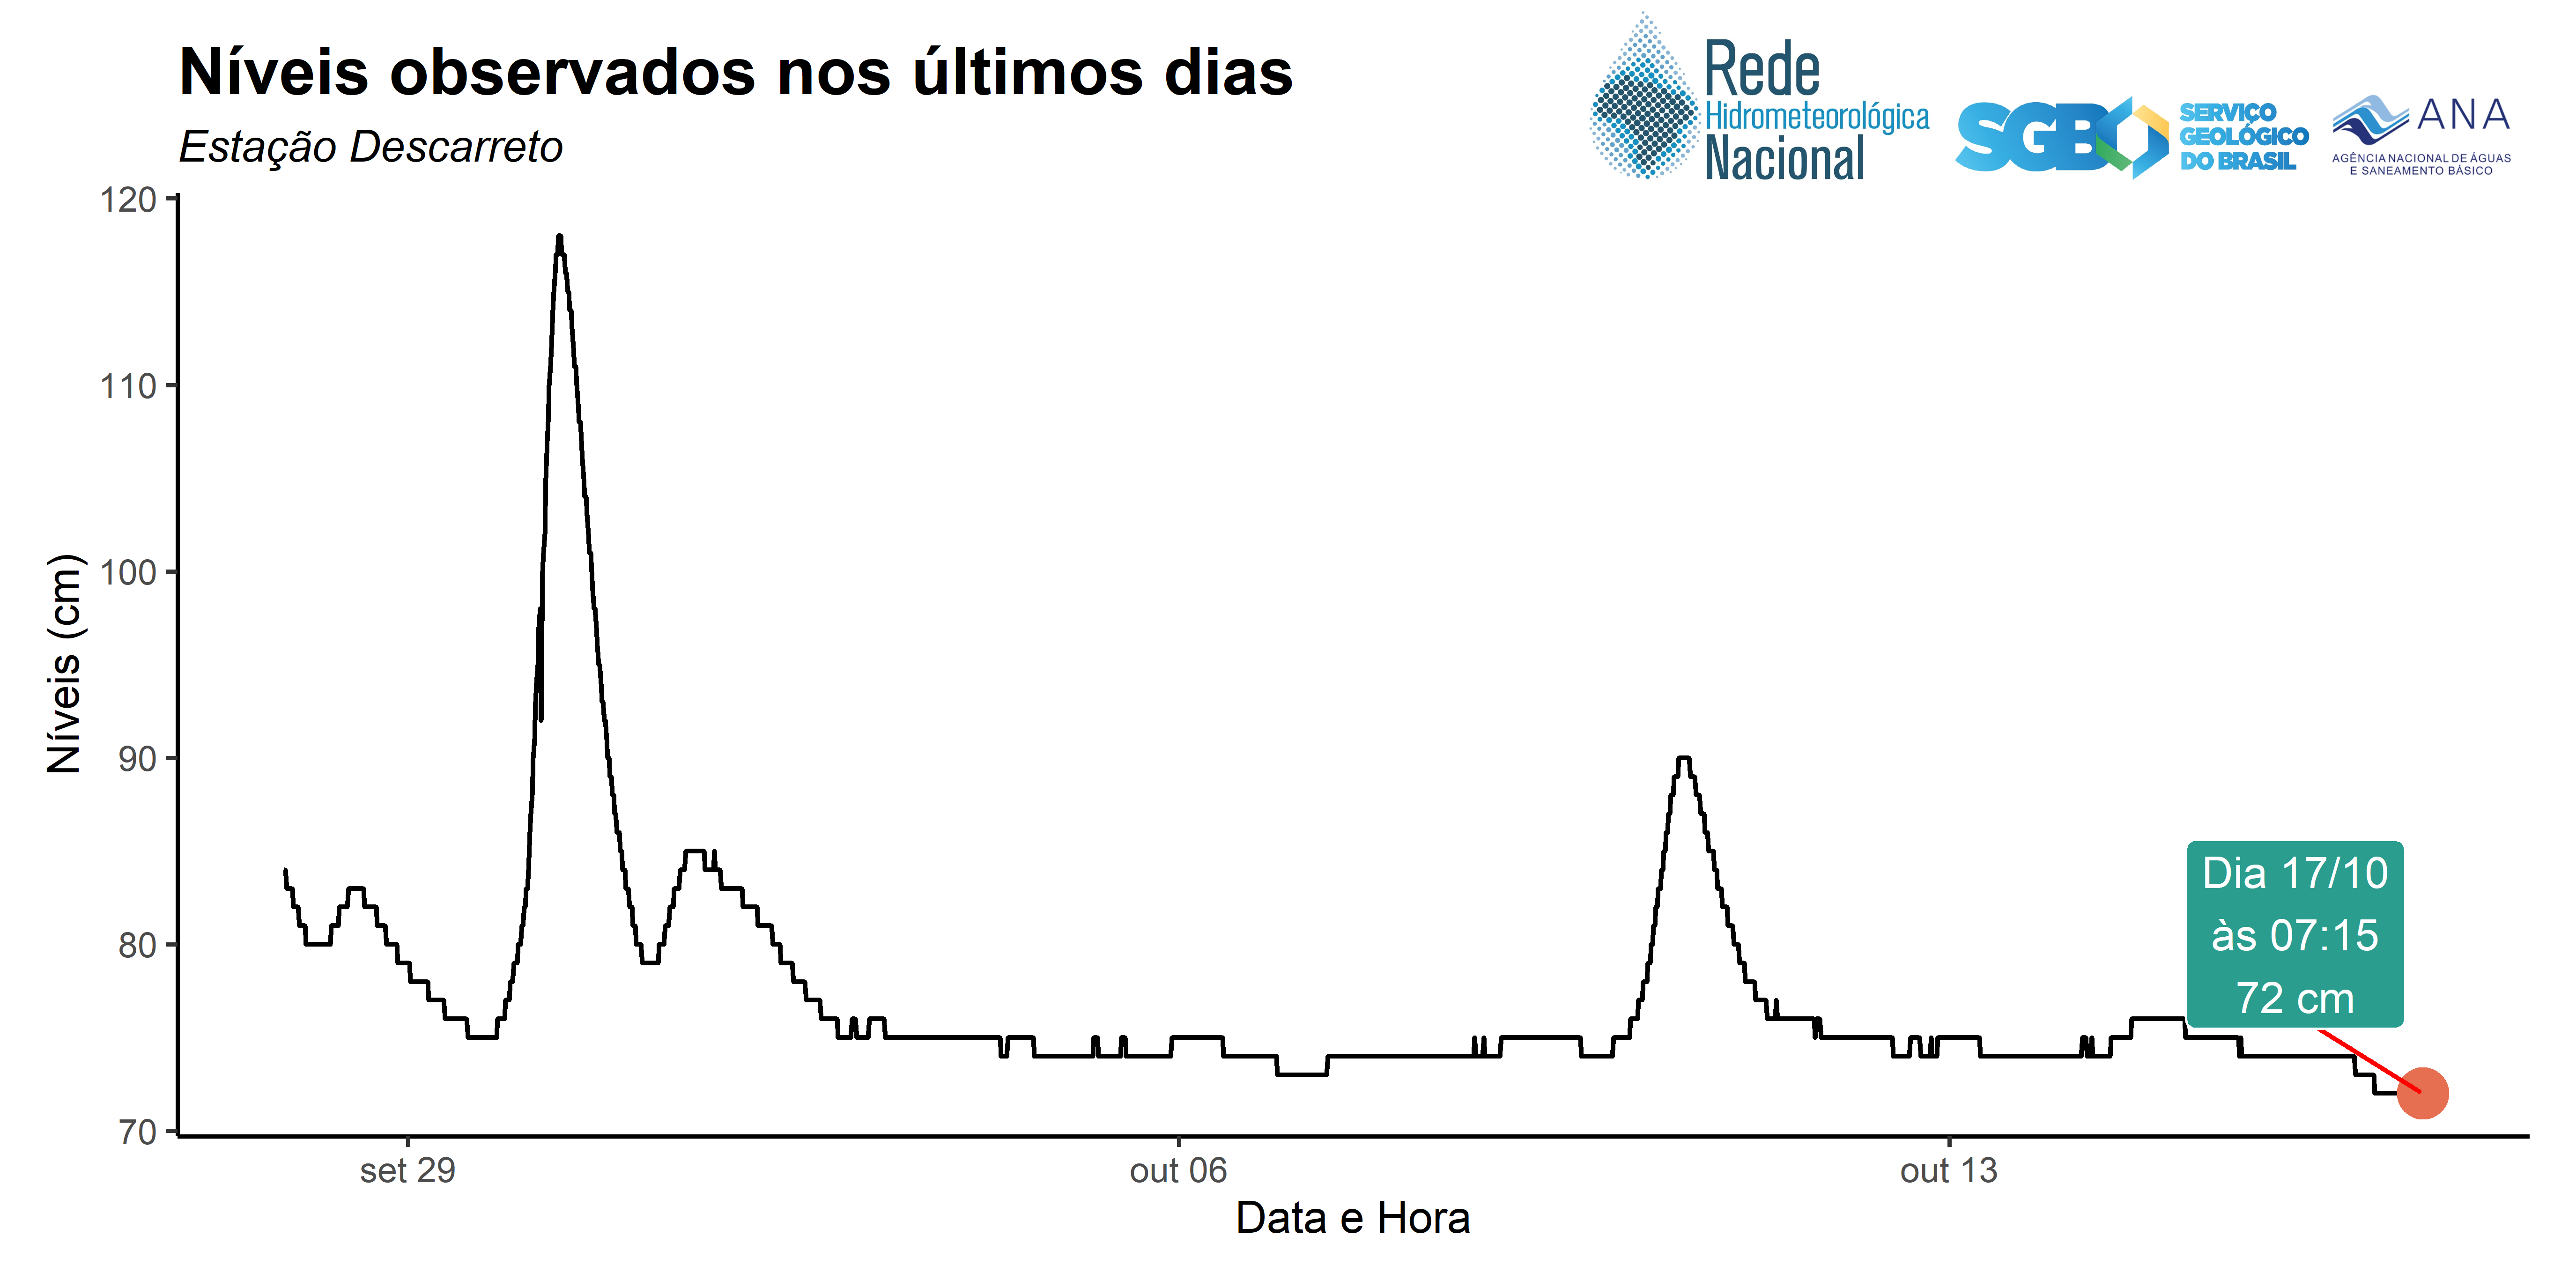 Níveis observados nos últimos dias
Estação Descarreto
Rede
Hidrometeorológica
Nacional
SGB
SERVIÇO
GEOLÓGICO
DO BRASIL
ANA
AGÊNCIA NACIONAL DE ÁGUAS
E SANEAMENTO BÁSICO
120
110
100
90
80
70
Níveis (cm)
Dia 17/10
às 07:15
72 cm
set 29
out 06
out 13
Data e Hora